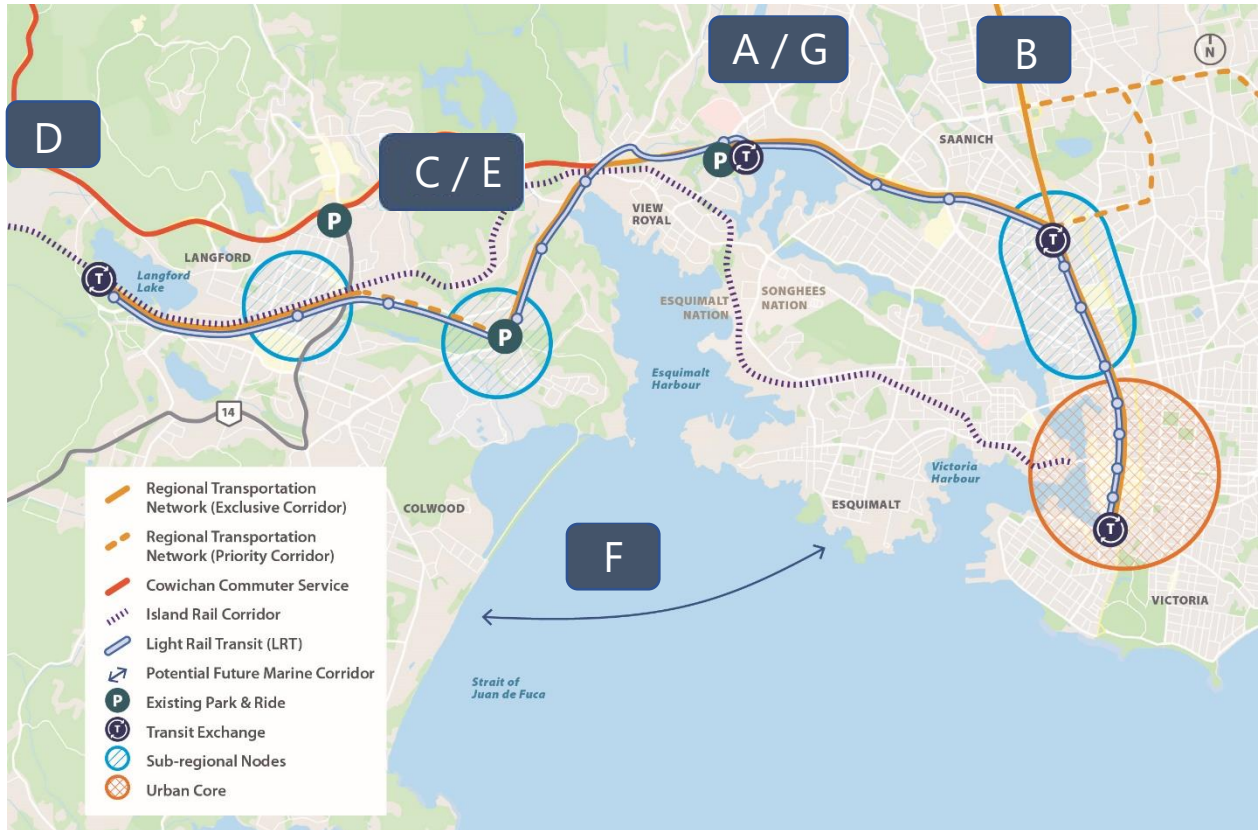 A / G
B
N
D
SAANICH
C / E
P
T
P
VIEW
ROYAL
LANGFORD
Langford
Lake
T
T
SONGHEES
NATION
ESQUIMALT
NATION
P
Esquimalt
Harbour
14
Victoria
Harbour
COLWOOD
ESQUIMALT
F
T
VICTORIA
Strait of
Juan de Fuca
Regional Transportation
Network (Exclusive Corridor)
Regional Transportation
Network (Priority Corridor)
Cowichan Commuter Service
Island Rail Corridor
Light Rail Transit (LRT)
Potential Future Marine Corridor
P Existing Park & Ride
T Transit Exchange
Sub-regional Nodes
Urban Core